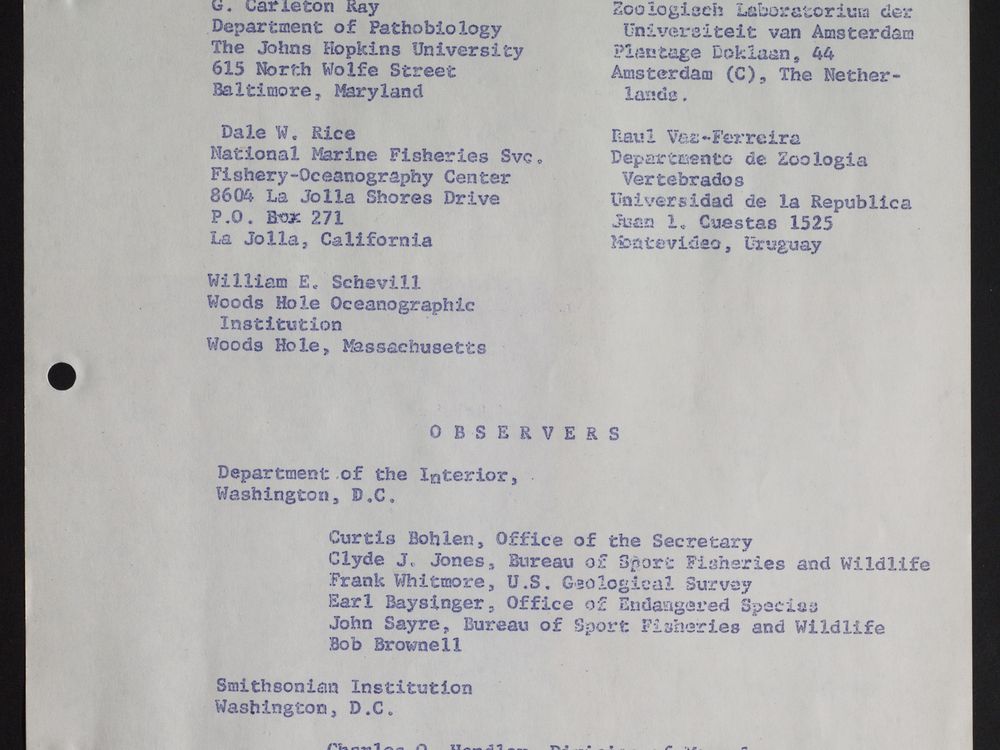 G. Carleton Ray
Department of Pathobiology
The Johns Hopkins University
615 North Wolfe Street
Baltimore, Maryland
Dale W. Rice
National Marine Fisheries Svc.
Fishery-Oceanography Center
8604 La Jolla Shores Drive
P.O. Box 271
La Jolla, California
William E. Schevill
Woods Hole Oceanographic
Institution
Woods Hole, Massachusetts
Zoologisch Laboratorium der
Universiteit van Amsterdam
Plantage Doklaan, 44
Amsterdam (C), The Nether-
lands.
Raul Vaz-Ferreira
Departmento de Zoologia
Vertebrados
Universidad de la Republica
Juan l. Cuestas 1525
Montevideo, Uruguay
O B S E R V E R S
Department of the Interior,
Washington, D.C.
Curtis Bohlen, Office of the Secretary
Clyde J. Jones, Bureau of Sport Fisheries and Wildlife
Frank Whitmore, U.S. Geological Survey
Earl Baysinger, Office of Endangered Species
John Sayre, Bureau of Sport Fisheries and Wildlife
Bob Brownell
Smithsonian Institution
Washington, D.C.
Charles O. Handley, Division of